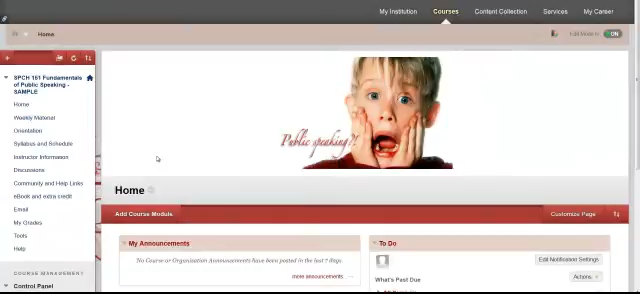 My Institution
Courses
Content Collection
Services
My Career
Home
Edit Mode is:
ON
SPCH 151 Fundamentals
of Public Speaking -
SAMPLE
Home
Weekly Material
Orientation
Syllabus and Schedule
Instructor Information
Discussions
Community and Help Links
eBook and extra credit
Email
My Grades
Tools
Help
COURSE MANAGEMENT
Control Panel
Public speaking?!
Home
Add Course Module
Customize Page
My Announcements
No Course or Organization Announcements have been posted in the last 7 days.
more announcements...
To Do
Edit Notification Settings
What's Past Due
Actions